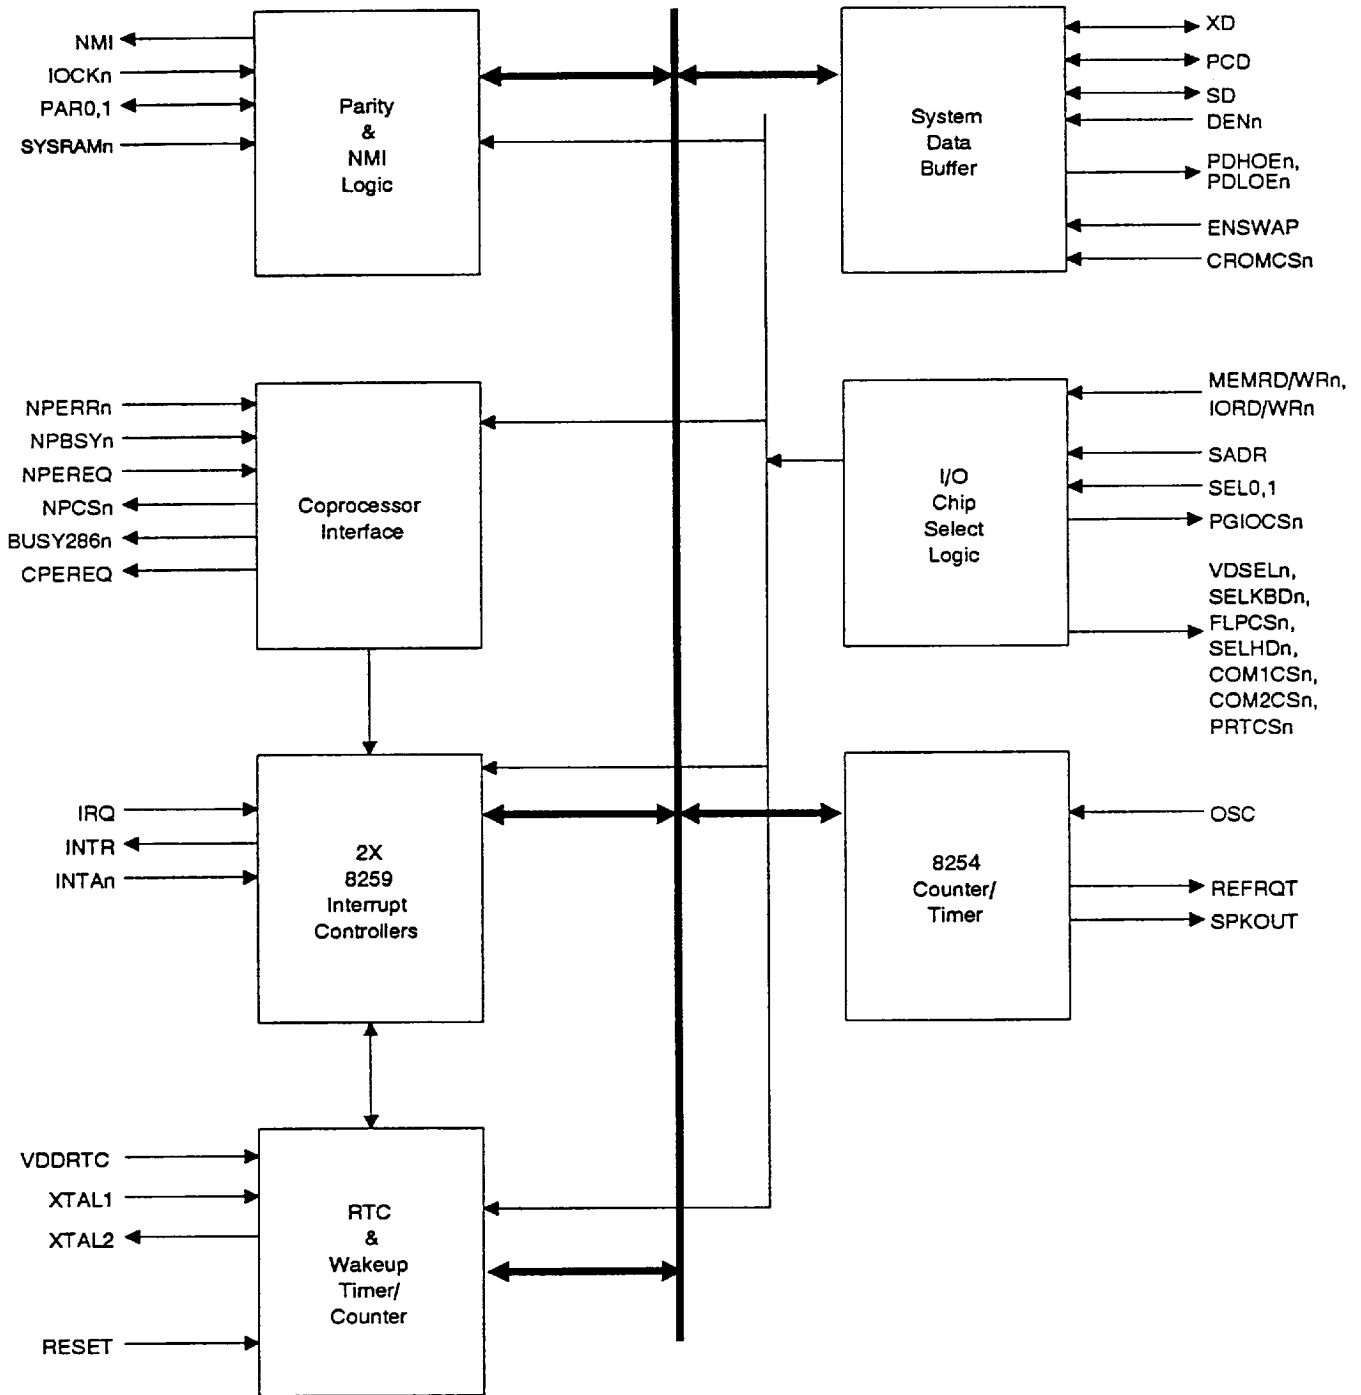 NMI
IOCKn
PAR0,1
SYSRAMn
Parity
&
NMI
Logic
System
Data
Buffer
XD
PCD
SD
DENn
PDHOEn,
PDLOEn
ENSWAP
CROMCSn
NPERRn
NPBSYn
NPEREQ
NPCSn
BUSY286n
CPEREQ
Coprocessor
Interface
I/O
Chip
Select
Logic
MEMRD/WRn,
IORD/WRn
SADR
SEL0,1
PGIOCSn
VDSELn,
SELKBDn,
FLPCSn,
SELHDn,
COM1CSn,
COM2CSn,
PRTCSn
IRQ
INTR
INTAn
2X
8259
Interrupt
Controllers
8254
Counter/
Timer
OSC
REFRQT
SPKOUT
VDDRTC
XTAL1
XTAL2
RESET
RTC
&
Wakeup
Timer/
Counter